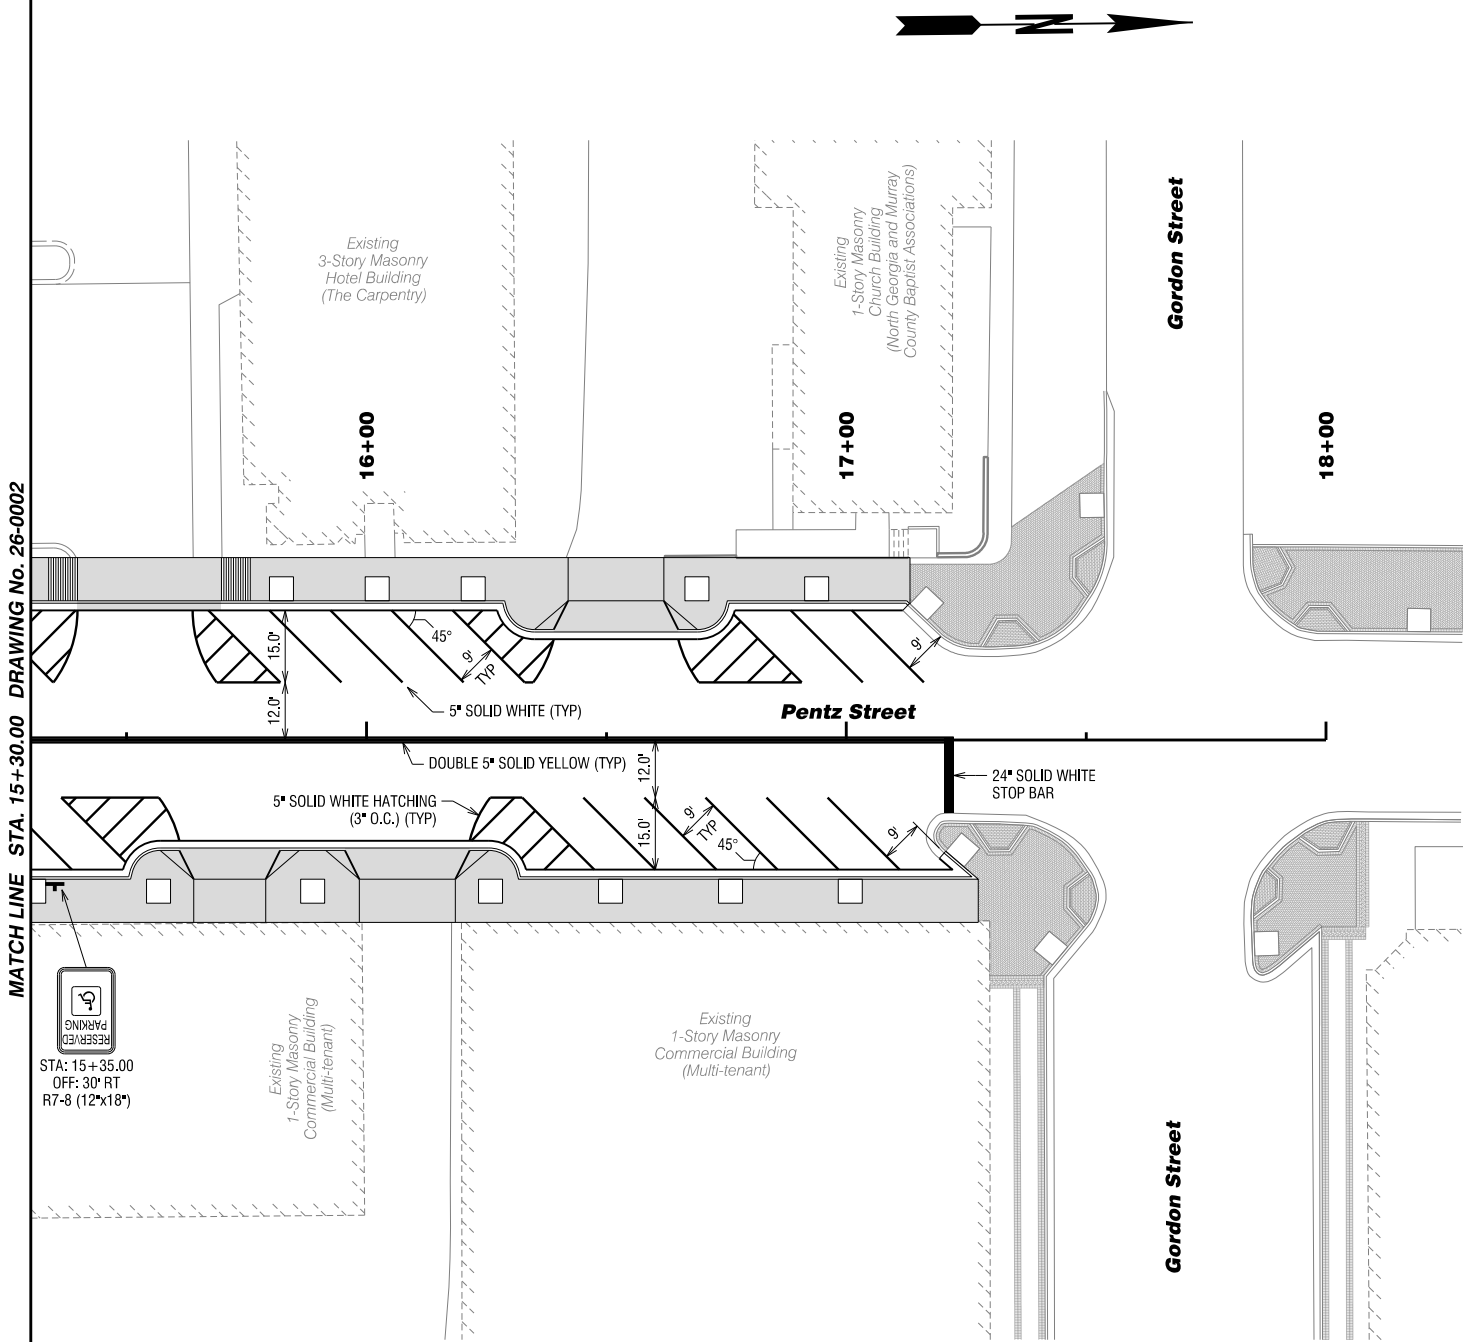 N
Existing
3-Story Masonry
Hotel Building
(The Carpentry)
Existing
1-Story Masonry
Church Building
(North Georgia and Murray
County Baptist Associations)
Gordon Street
16+00
17+00
18+00
MATCH LINE STA. 15+30.00 DRAWING No. 26-0002
15.0'
45°
9'
TYP
9'
12.0'
5" SOLID WHITE (TYP)
Pentz Street
DOUBLE 5" SOLID YELLOW (TYP)
12.0'
24" SOLID WHITE
STOP BAR
5" SOLID WHITE HATCHING
(3" O.C.) (TYP)
15.0'
9'
TYP
45°
9'
RESERVED
PARKING
STA: 15+35.00
OFF: 30' RT
R7-8 (12"x18")
Existing
1-Story Masonry
Commercial Building
(Multi-tenant)
Existing
1-Story Masonry
Commercial Building
(Multi-tenant)
Gordon Street